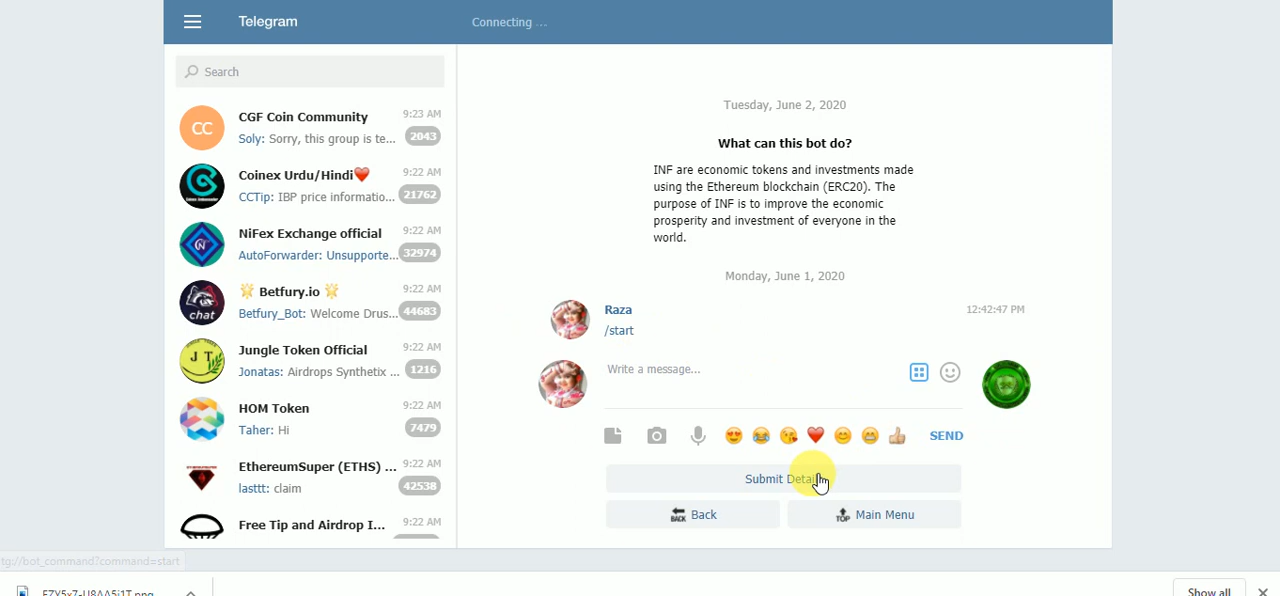 Telegram
Connecting ...
Search
CC
CGF Coin Community 9:23 AM
Soly: Sorry, this group is te... 2043
Coinex Urdu/Hindi❤️ 9:22 AM
CCTip: IBP price informatio... 21762
NiFex Exchange official 9:22 AM
AutoForwarder: Unsupporte... 32974
🌟 Betfury.io 🌟 9:22 AM
chat
Betfury_Bot: Welcome Drus... 44683
Jungle Token Official 9:22 AM
J T
Jonatas: Airdrops Synthetix ... 1216
HOM Token 9:22 AM
Taher: Hi 7479
EthereumSuper (ETHS) ... 9:22 AM
lasttt: claim 42538
Free Tip and Airdrop I... 9:22 AM
Tuesday, June 2, 2020
What can this bot do?
INF are economic tokens and investments made
using the Ethereum blockchain (ERC20). The
purpose of INF is to improve the economic
prosperity and investment of everyone in the
world.
Monday, June 1, 2020
Raza 12:42:47 PM
/start
Write a message...
SEND
Submit Details
BACK Back
TOP Main Menu
tg://bot_command?command=start
Show all